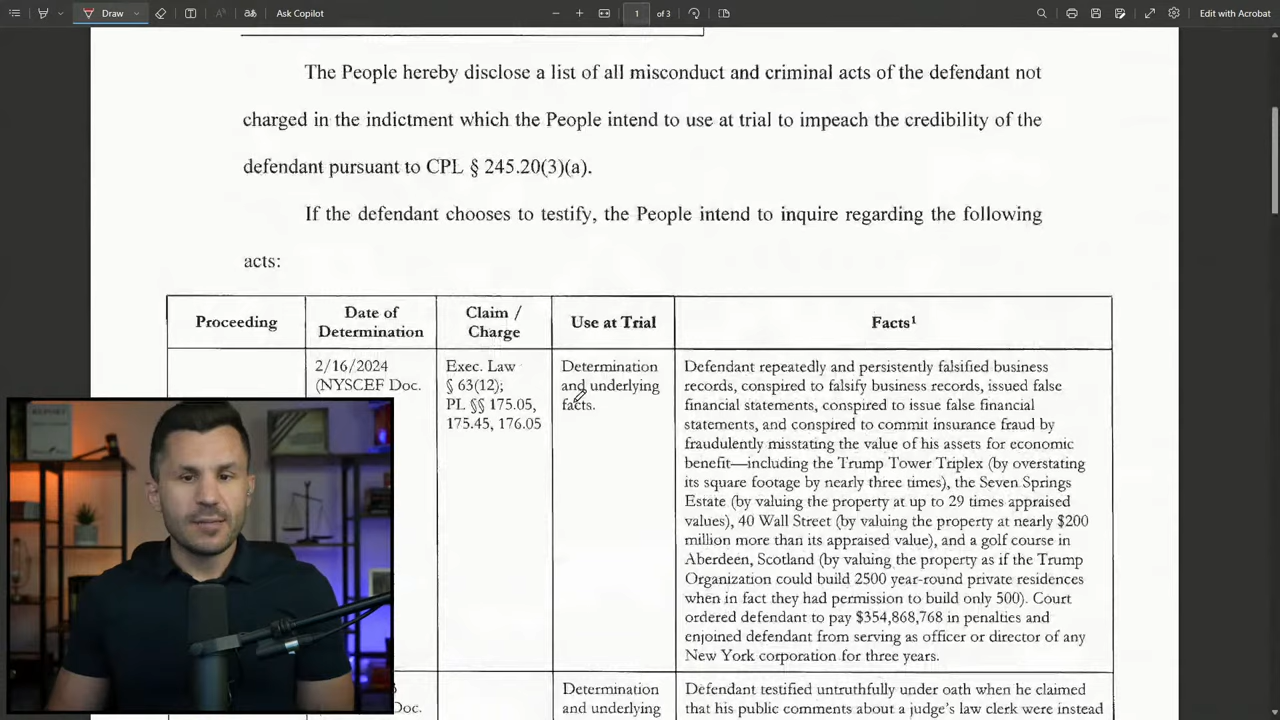 Draw
Ask Copilot
1
of 3
Edit with Acrobat
The People hereby disclose a list of all misconduct and criminal acts of the defendant not
charged in the indictment which the People intend to use at trial to impeach the credibility of the
defendant pursuant to CPL § 245.20(3)(a).
If the defendant chooses to testify, the People intend to inquire regarding the following
acts:
Proceeding
Date of
Determination
Claim /
Charge
Use at Trial
Facts¹
2/16/2024
(NYSCEF Doc.
Exec. Law
§ 63(12);
PL §§ 175.05,
175.45, 176.05
Determination
and underlying
facts.
Defendant repeatedly and persistently falsified business
records, conspired to falsify business records, issued false
financial statements, conspired to issue false financial
statements, and conspired to commit insurance fraud by
fraudulently misstating the value of his assets for economic
benefit—including the Trump Tower Triplex (by overstating
its square footage by nearly three times), the Seven Springs
Estate (by valuing the property at up to 29 times appraised
values), 40 Wall Street (by valuing the property at nearly $200
million more than its appraised value), and a golf course in
Aberdeen, Scotland (by valuing the property as if the Trump
Organization could build 2500 year-round private residences
when in fact they had permission to build only 500). Court
ordered defendant to pay $354,868,768 in penalties and
enjoined defendant from serving as officer or director of any
New York corporation for three years.
Doc.
Determination
and underlying
Defendant testified untruthfully under oath when he claimed
that his public comments about a judge's law clerk were instead
REPORT